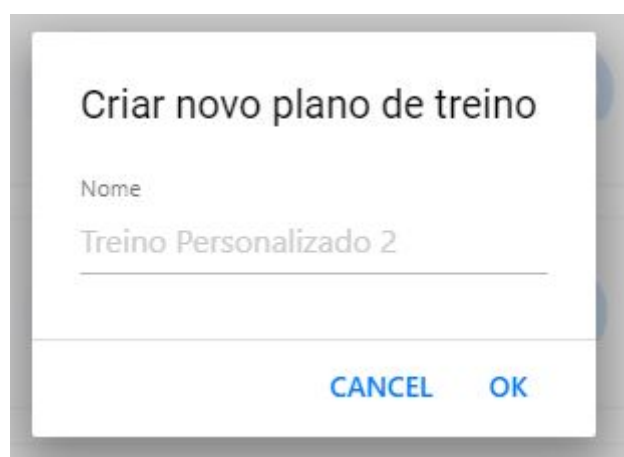 Criar novo plano de treino
Nome
Treino Personalizado 2
CANCEL OK